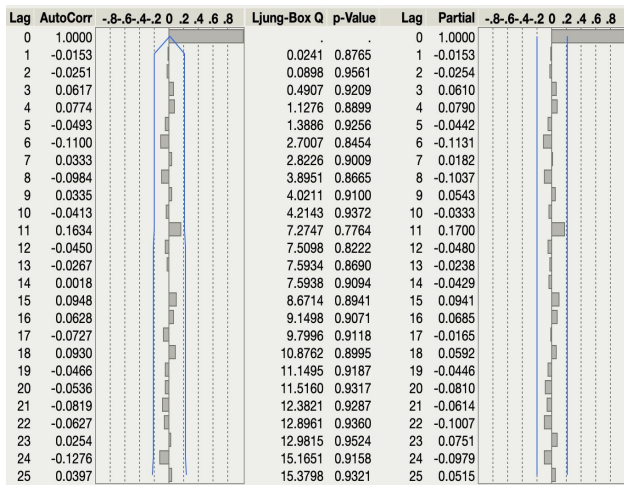 Lag AutoCorr -.8-.6-.4-.2 0 .2 .4 .6 .8 Ljung-Box Q p-Value Lag Partial -.8-.6-.4-.2 0 .2 .4 .6 .8
0 1.0000 . . 0 1.0000
1 -0.0153 0.0241 0.8765 1 -0.0153
2 -0.0251 0.0898 0.9561 2 -0.0254
3 0.0617 0.4907 0.9209 3 0.0610
4 0.0774 1.1276 0.8899 4 0.0790
5 -0.0493 1.3886 0.9256 5 -0.0442
6 -0.1100 2.7007 0.8454 6 -0.1131
7 0.0333 2.8226 0.9009 7 0.0182
8 -0.0984 3.8951 0.8665 8 -0.1037
9 0.0335 4.0211 0.9100 9 0.0543
10 -0.0413 4.2143 0.9372 10 -0.0333
11 0.1634 7.2747 0.7764 11 0.1700
12 -0.0450 7.5098 0.8222 12 -0.0480
13 -0.0267 7.5934 0.8690 13 -0.0238
14 0.0018 7.5938 0.9094 14 -0.0429
15 0.0948 8.6714 0.8941 15 0.0941
16 0.0628 9.1498 0.9071 16 0.0685
17 -0.0727 9.7996 0.9118 17 -0.0165
18 0.0930 10.8762 0.8995 18 0.0592
19 -0.0466 11.1495 0.9187 19 -0.0446
20 -0.0536 11.5160 0.9317 20 -0.0810
21 -0.0819 12.3821 0.9287 21 -0.0614
22 -0.0627 12.8961 0.9360 22 -0.1007
23 0.0254 12.9815 0.9524 23 0.0751
24 -0.1276 15.1651 0.9158 24 -0.0979
25 0.0397 15.3798 0.9321 25 0.0515